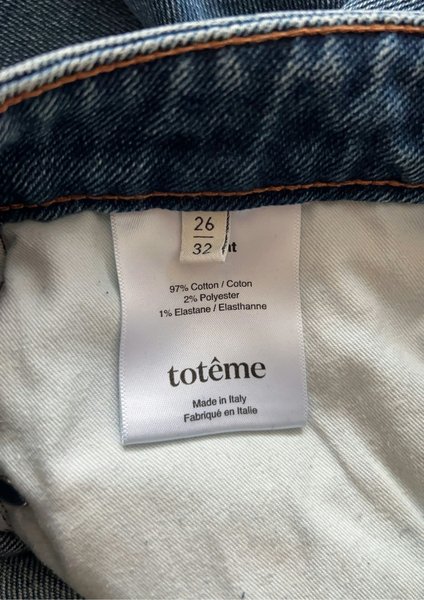 26
32
97% Cotton / Coton
2% Polyester
1% Elastane / Elasthanne
totême
Made in Italy
Fabriqué en Italie